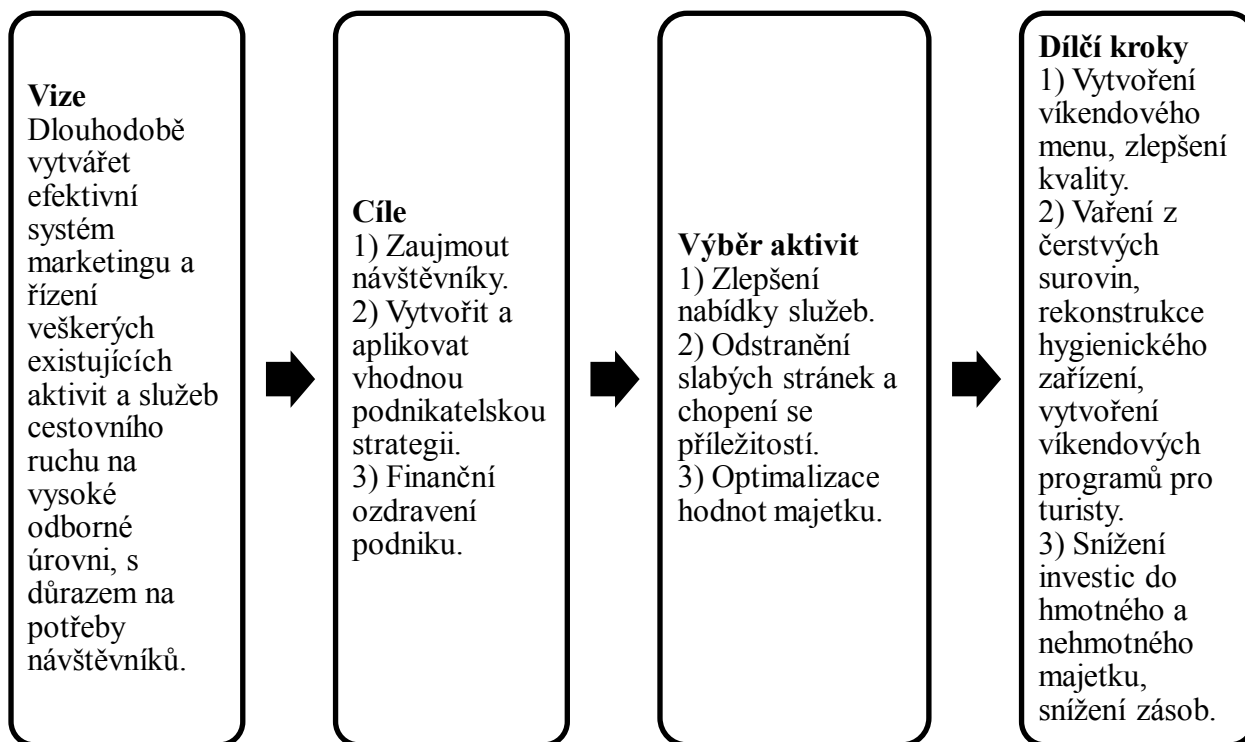 Vize
Dlouhodobě
vytvářet
efektivní
systém
marketingu a
řízení
veškerých
existujících
aktivit a služeb
cestovního
ruchu na
vysoké
odborné
úrovni, s
důrazem na
potřeby
návštěvníků.
Cíle
1) Zaujmout
návštěvníky.
2) Vytvořit a
aplikovat
vhodnou
podnikatelskou
strategii.
3) Finanční
ozdravení
podniku.
Výběr aktivit
1) Zlepšení
nabídky služeb.
2) Odstranění
slabých stránek a
chopení se
příležitostí.
3) Optimalizace
hodnot majetku.
Dílčí kroky
1) Vytvoření
víkendového
menu, zlepšení
kvality.
2) Vaření z
čerstvých
surovin,
rekonstrukce
hygienického
zařízení,
vytvoření
víkendových
programů pro
turisty.
3) Snížení
investic do
hmotného a
nehmotného
majetku,
snížení zásob.